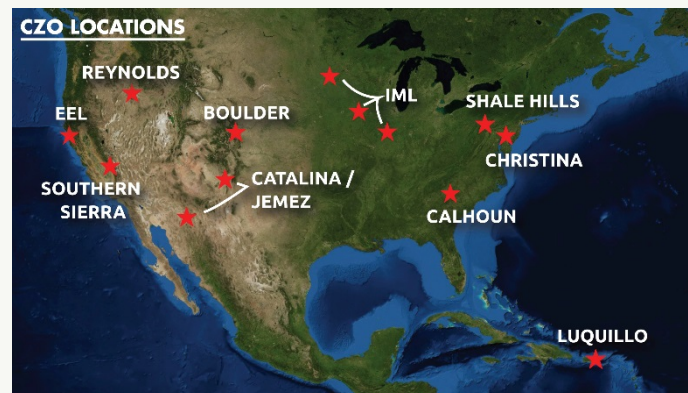 CZO LOCATIONS
REYNOLDS
EEL
BOULDER
IML
SHALE HILLS
CHRISTINA
SOUTHERN
SIERRA
CATALINA /
JEMEZ
CALHOUN
LUQUILLO